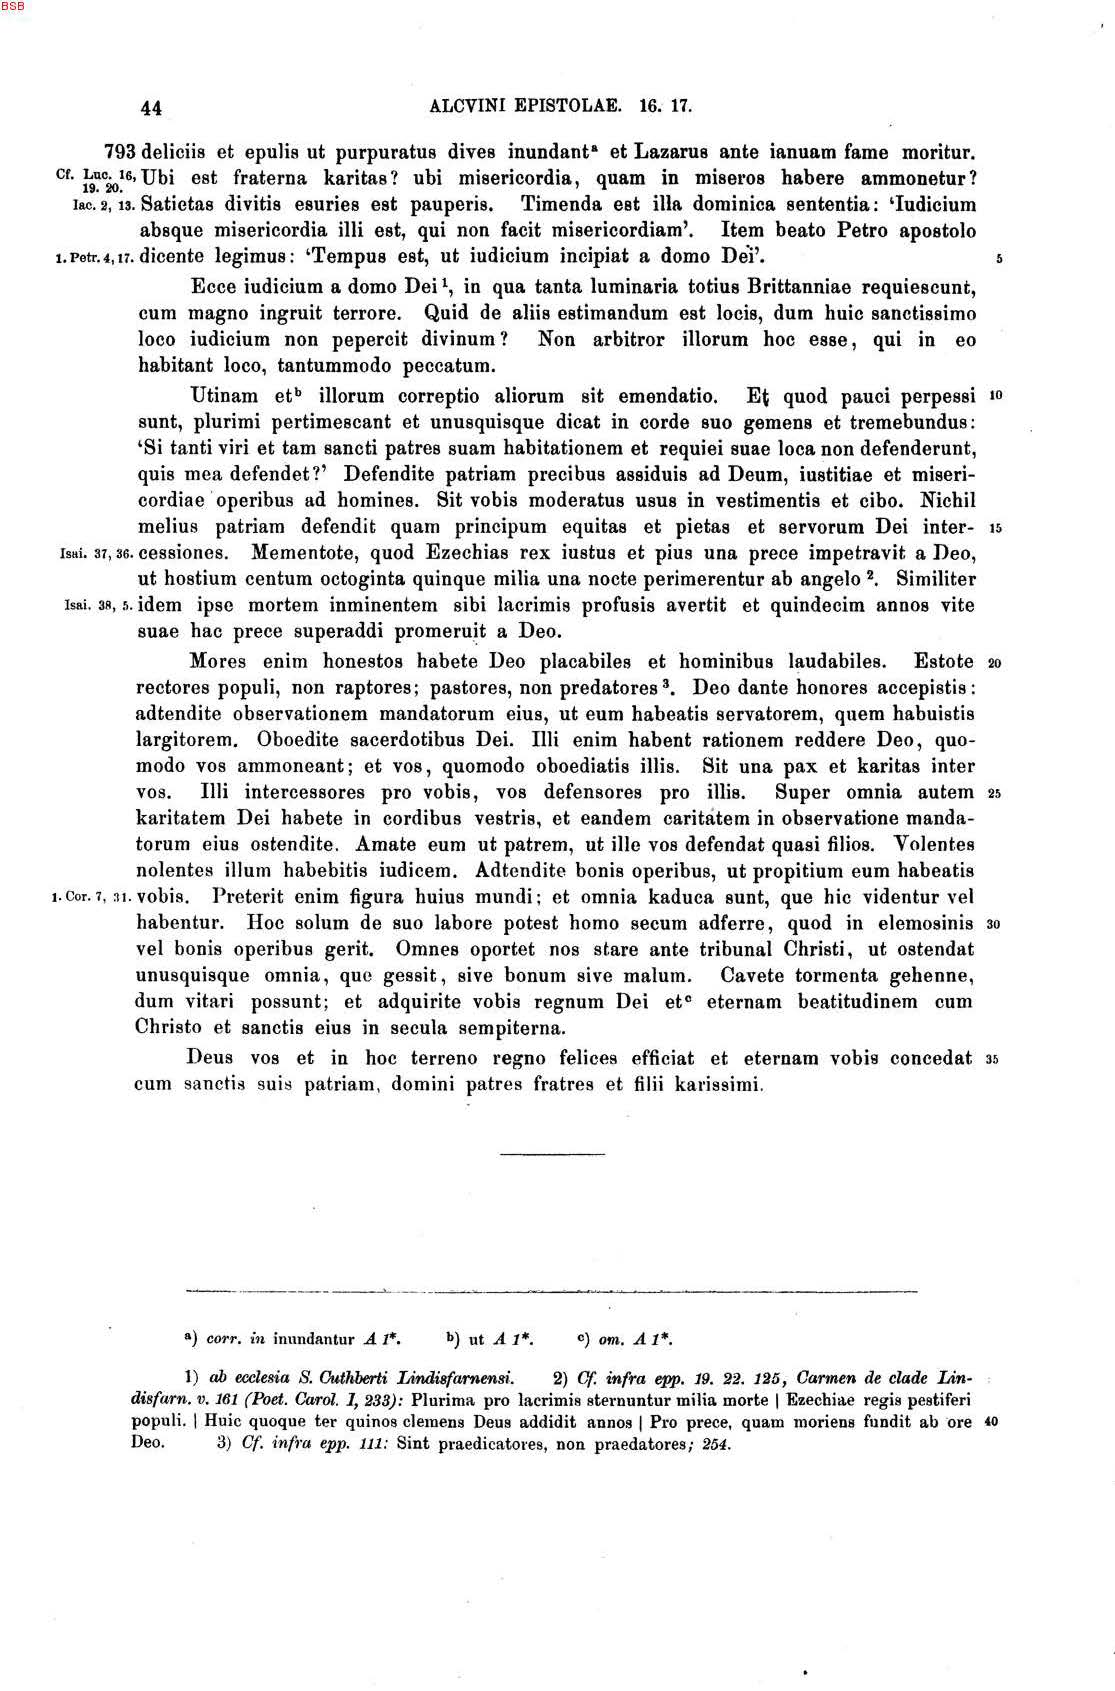 BSB
44 ALCVINI EPISTOLAE. 16. 17.
793 deliciis et epulis ut purpuratus dives inundantᵃ et Lazarus ante ianuam fame moritur.
Cf. Luc. 16, 19. 20. Ubi est fraterna karitas? ubi misericordia, quam in miseros habere ammonetur?
Iac. 2, 13. Satietas divitis esuries est pauperis. Timenda est illa dominica sententia: ‘Iudicium
absque misericordia illi est, qui non facit misericordiam’. Item beato Petro apostolo
1. Petr. 4, 17. dicente legimus: ‘Tempus est, ut iudicium incipiat a domo Dei’. 5
Ecce iudicium a domo Dei¹, in qua tanta luminaria totius Brittanniae requiescunt,
cum magno ingruit terrore. Quid de aliis estimandum est locis, dum huic sanctissimo
loco iudicium non pepercit divinum? Non arbitror illorum hoc esse, qui in eo
habitant loco, tantummodo peccatum.
Utinam etᵇ illorum correptio aliorum sit emendatio. Et quod pauci perpessi 10
sunt, plurimi pertimescant et unusquisque dicat in corde suo gemens et tremebundus:
‘Si tanti viri et tam sancti patres suam habitationem et requiei suae loca non defenderunt,
quis mea defendet?’ Defendite patriam precibus assiduis ad Deum, iustitiae et miseri-
cordiae operibus ad homines. Sit vobis moderatus usus in vestimentis et cibo. Nichil
melius patriam defendit quam principum equitas et pietas et servorum Dei inter- 15
Isai. 37, 36. cessiones. Mementote, quod Ezechias rex iustus et pius una prece impetravit a Deo,
ut hostium centum octoginta quinque milia una nocte perimerentur ab angelo². Similiter
Isai. 38, 5. idem ipse mortem inminentem sibi lacrimis profusis avertit et quindecim annos vite
suae hac prece superaddi promeruit a Deo.
Mores enim honestos habete Deo placabiles et hominibus laudabiles. Estote 20
rectores populi, non raptores; pastores, non predatores³. Deo dante honores accepistis:
adtendite observationem mandatorum eius, ut eum habeatis servatorem, quem habuistis
largitorem. Oboedite sacerdotibus Dei. Illi enim habent rationem reddere Deo, quo-
modo vos ammoneant; et vos, quomodo oboediatis illis. Sit una pax et karitas inter
vos. Illi intercessores pro vobis, vos defensores pro illis. Super omnia autem 25
karitatem Dei habete in cordibus vestris, et eandem caritatem in observatione manda-
torum eius ostendite. Amate eum ut patrem, ut ille vos defendat quasi filios. Volentes
nolentes illum habebitis iudicem. Adtendite bonis operibus, ut propitium eum habeatis
1. Cor. 7, 31. vobis. Preterit enim figura huius mundi; et omnia kaduca sunt, que hic videntur vel
habentur. Hoc solum de suo labore potest homo secum adferre, quod in elemosinis 30
vel bonis operibus gerit. Omnes oportet nos stare ante tribunal Christi, ut ostendat
unusquisque omnia, que gessit, sive bonum sive malum. Cavete tormenta gehenne,
dum vitari possunt; et adquirite vobis regnum Dei etᶜ eternam beatitudinem cum
Christo et sanctis eius in secula sempiterna.
Deus vos et in hoc terreno regno felices efficiat et eternam vobis concedat 35
cum sanctis suis patriam, domini patres fratres et filii karissimi.
ᵃ) corr. in inundantur A 1*. ᵇ) ut A 1*. ᶜ) om. A 1*.
1) ab ecclesia S. Cuthberti Lindisfarnensi. 2) Cf. infra epp. 19. 22. 125, Carmen de clade Lin-
disfarn. v. 161 (Poet. Carol. I, 233): Plurima pro lacrimis sternuntur milia morte | Ezechiae regis pestiferi
populi. | Huic quoque ter quinos clemens Deus addidit annos | Pro prece, quam moriens fundit ab ore 40
Deo. 3) Cf. infra epp. 111: Sint praedicatores, non praedatores; 254.